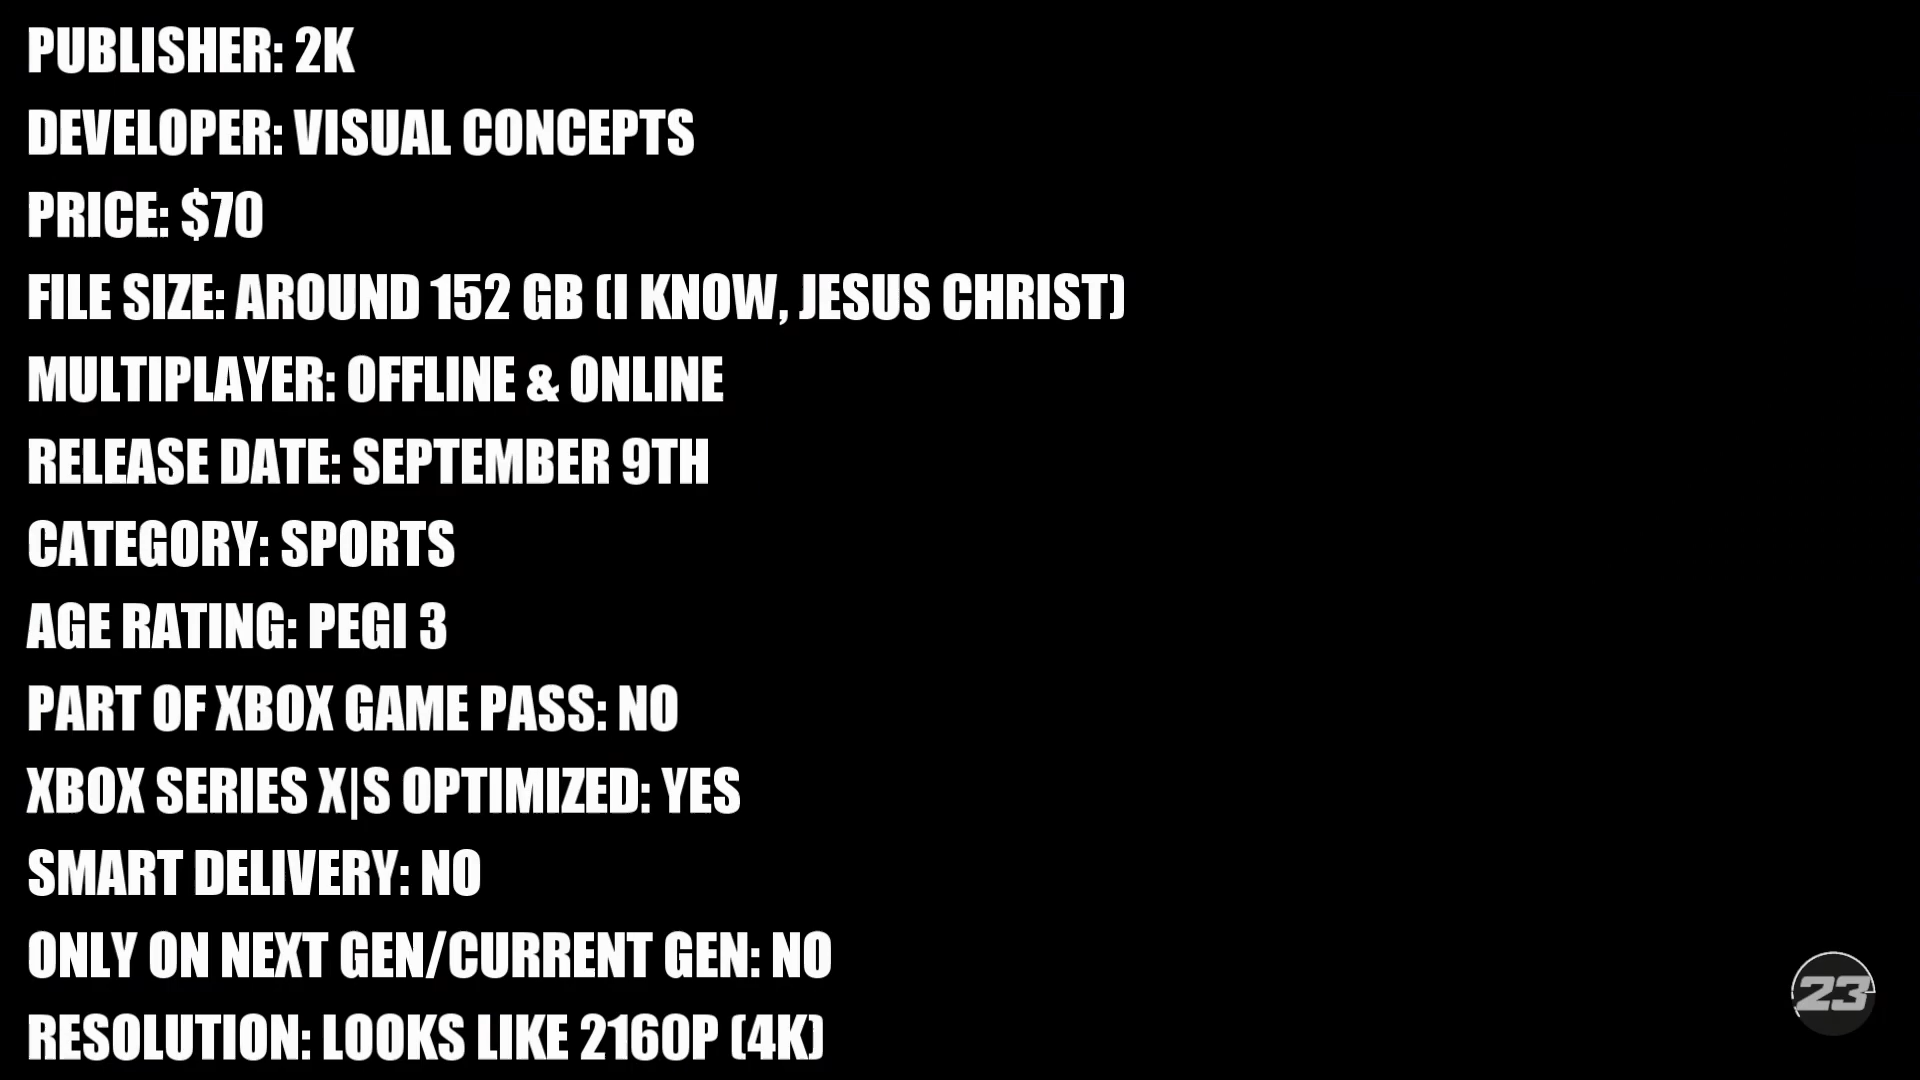 PUBLISHER: 2K
DEVELOPER: VISUAL CONCEPTS
PRICE: $70
FILE SIZE: AROUND 152 GB (I KNOW, JESUS CHRIST)
MULTIPLAYER: OFFLINE & ONLINE
RELEASE DATE: SEPTEMBER 9TH
CATEGORY: SPORTS
AGE RATING: PEGI 3
PART OF XBOX GAME PASS: NO
XBOX SERIES X|S OPTIMIZED: YES
SMART DELIVERY: NO
ONLY ON NEXT GEN/CURRENT GEN: NO
RESOLUTION: LOOKS LIKE 2160P (4K)
23